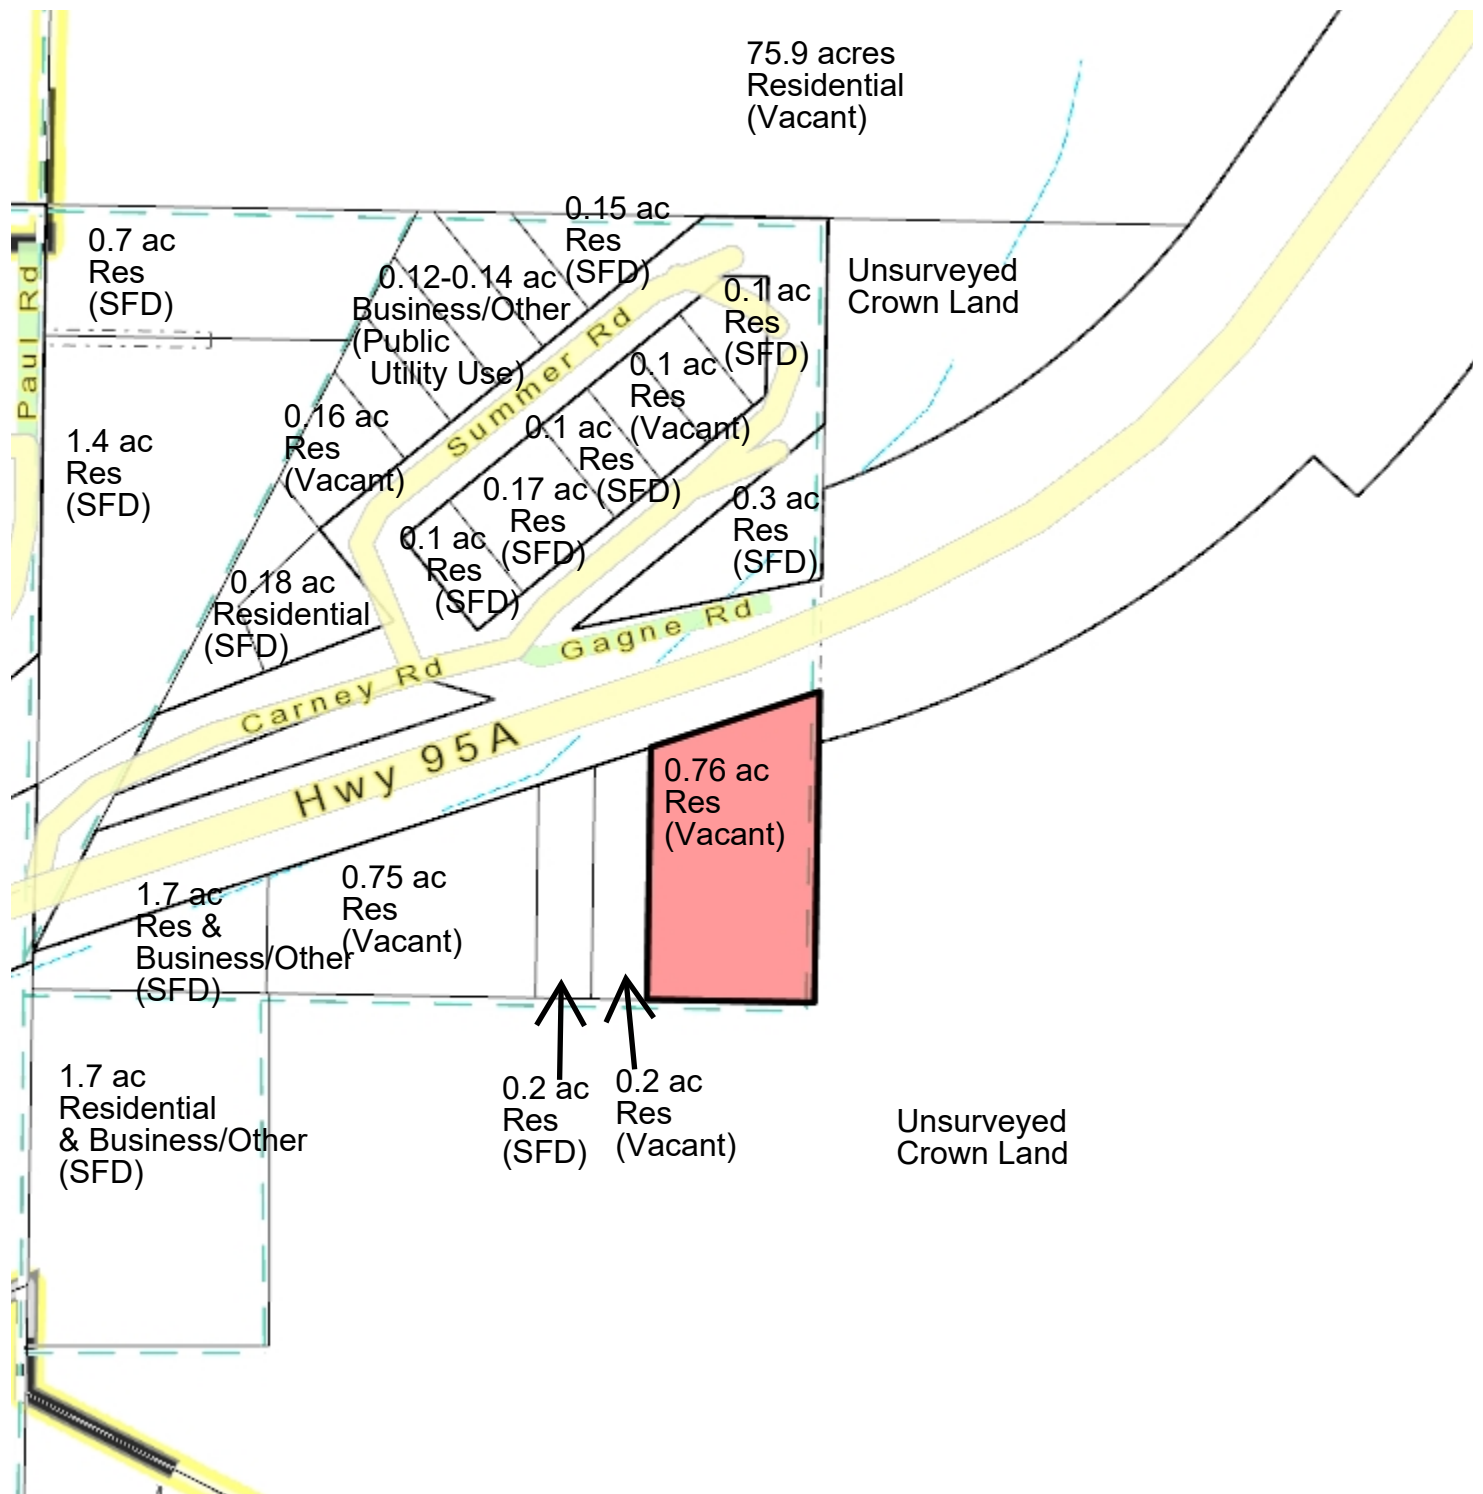 75.9 acres
Residential
(Vacant)
0.15 ac
Res
(SFD)
0.7 ac
Res
(SFD)
0.12-0.14 ac
Business/Other
(Public
Utility Use)
Unsurveyed
Crown Land
0.1 ac
Res
(SFD)
Paul Rd
Summer Rd
0.1 ac
Res
(Vacant)
0.16 ac
Res
(Vacant)
0.1 ac
Res
(SFD)
1.4 ac
Res
(SFD)
0.17 ac
Res
(SFD)
0.3 ac
Res
(SFD)
0.1 ac
Res
(SFD)
0.18 ac
Residential
(SFD)
Gagne Rd
Carney Rd
Hwy 95A
0.76 ac
Res
(Vacant)
1.7 ac
Res &
Business/Other
(SFD)
0.75 ac
Res
(Vacant)
1.7 ac
Residential
& Business/Other
(SFD)
0.2 ac
Res
(SFD)
0.2 ac
Res
(Vacant)
Unsurveyed
Crown Land